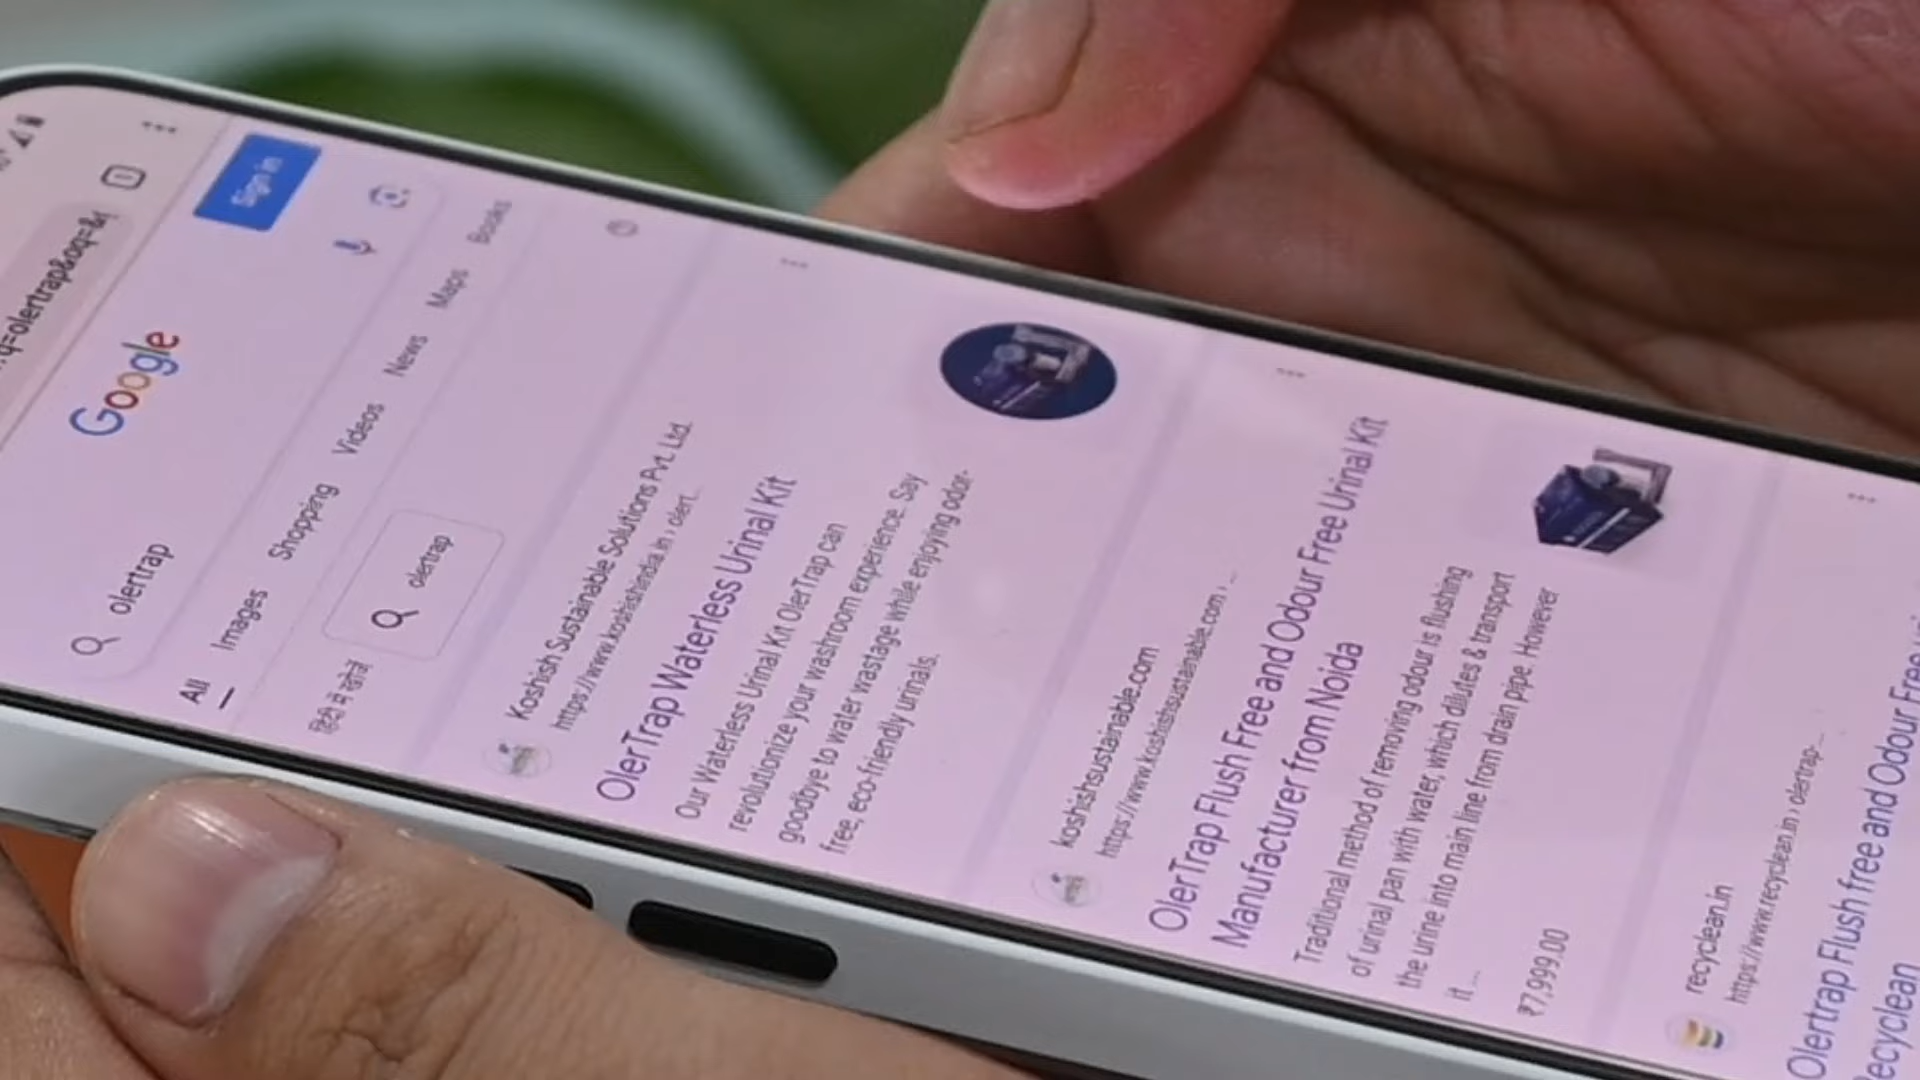 q=olertrap&oq=&
Google
Sign in
olertrap
All Images Shopping Videos News Maps Books
हिंदी में खोजें olertrap
Koshish Sustainable Solutions Pvt. Ltd.
https://www.koshishindia.in › olert...
OlerTrap Waterless Urinal Kit
Our Waterless Urinal Kit OlerTrap can
revolutionize your washroom experience. Say
goodbye to water wastage while enjoying odor-
free, eco-friendly urinals.
koshishsustainable.com
https://www.koshishsustainable.com › ...
OlerTrap Flush Free and Odour Free Urinal Kit
Manufacturer from Noida
Traditional method of removing odour is flushing
of urinal pan with water, which dilutes & transport
the urine into main line from drain pipe. However
it ...
₹7,999.00
recyclean.in
https://www.recyclean.in › olertrap-...
Olertrap Flush free and Odour Free
Recyclean